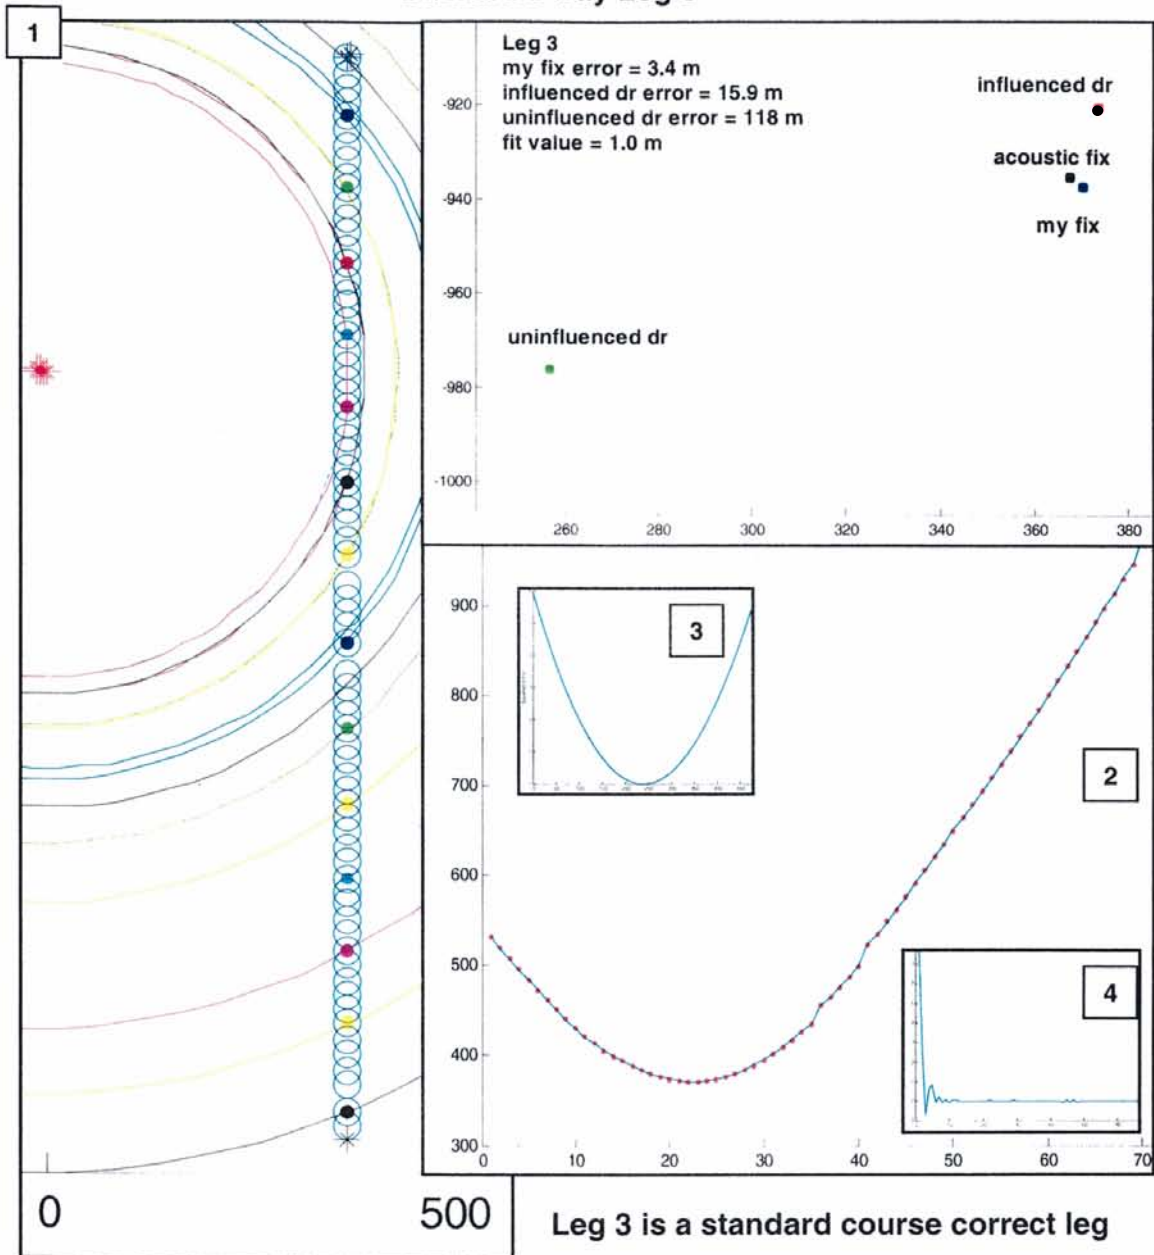 1
Leg 3
my fix error = 3.4 m
influenced dr error = 15.9 m
uninfluenced dr error = 118 m
fit value = 1.0 m
influenced dr
acoustic fix
my fix
uninfluenced dr
-920
-940
-960
-980
-1000
260 280 300 320 340 360 380
900
800
700
600
500
400
300
0 10 20 30 40 50 60 70
3
2
4
0 500
Leg 3 is a standard course correct leg